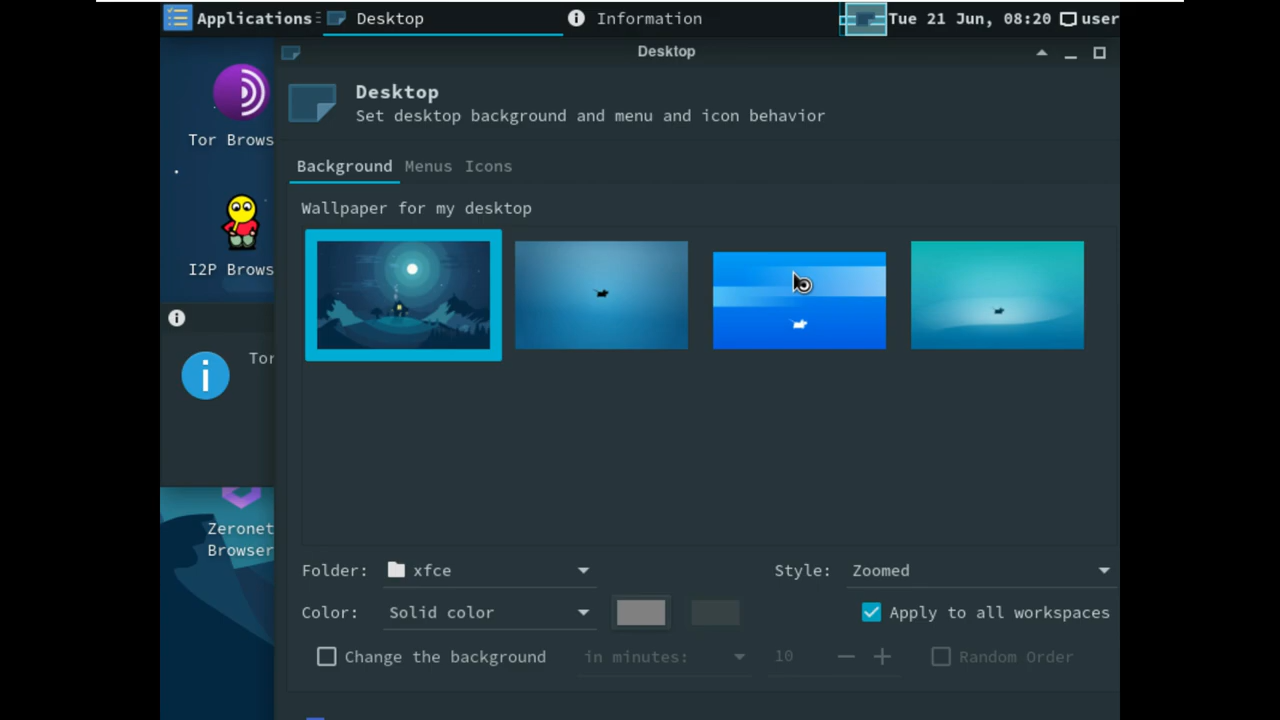 Applications Desktop Information Tue 21 Jun, 08:20 user
Desktop
Desktop
Set desktop background and menu and icon behavior
Tor Brows
Background Menus Icons
Wallpaper for my desktop
I2P Brows
Tor
Zeronet
Browser
Folder: xfce Style: Zoomed
Color: Solid color Apply to all workspaces
Change the background in minutes: 10 Random Order